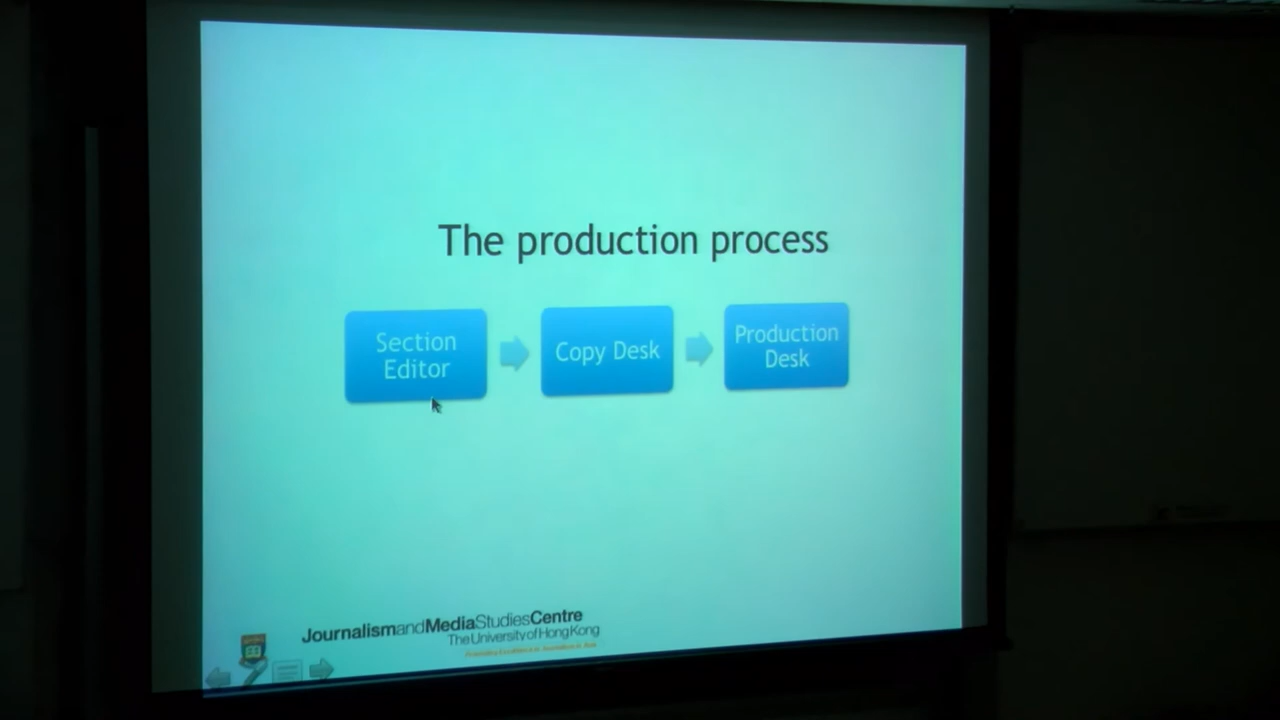 The production process
Section
Editor
Copy Desk
Production
Desk
JournalismandMediaStudiesCentre
The University of Hong Kong